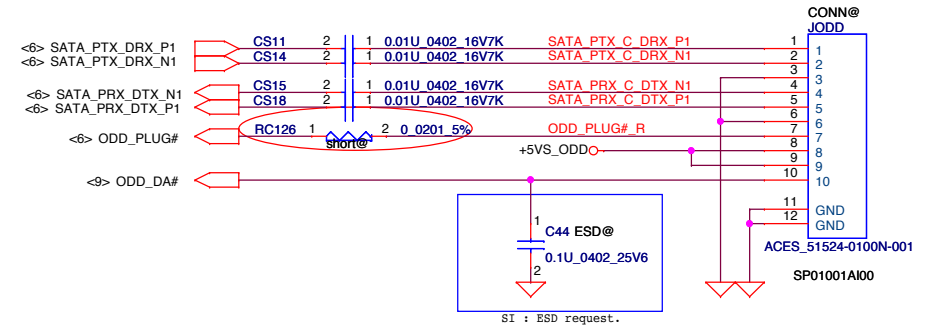 CONN@
JODD
<6> SATA_PTX_DRX_P1 CS11 2 1 0.01U_0402_16V7K SATA_PTX_C_DRX_P1 1 1
<6> SATA_PTX_DRX_N1 CS14 2 1 0.01U_0402_16V7K SATA_PTX_C_DRX_N1 2 2
3 3
<6> SATA_PRX_DTX_N1 CS15 2 1 0.01U_0402_16V7K SATA_PRX_C_DTX_N1 4 4
<6> SATA_PRX_DTX_P1 CS18 2 1 0.01U_0402_16V7K SATA_PRX_C_DTX_P1 5 5
6 6
<6> ODD_PLUG# RC126 1 2 0_0201_5% ODD_PLUG#_R 7 7
short@
+5VS_ODD 8 8
9 9
<9> ODD_DA# 10 10
11 GND
12 GND
1
C44 ESD@
0.1U_0402_25V6
2
ACES_51524-0100N-001
SP01001AI00
SI : ESD request.